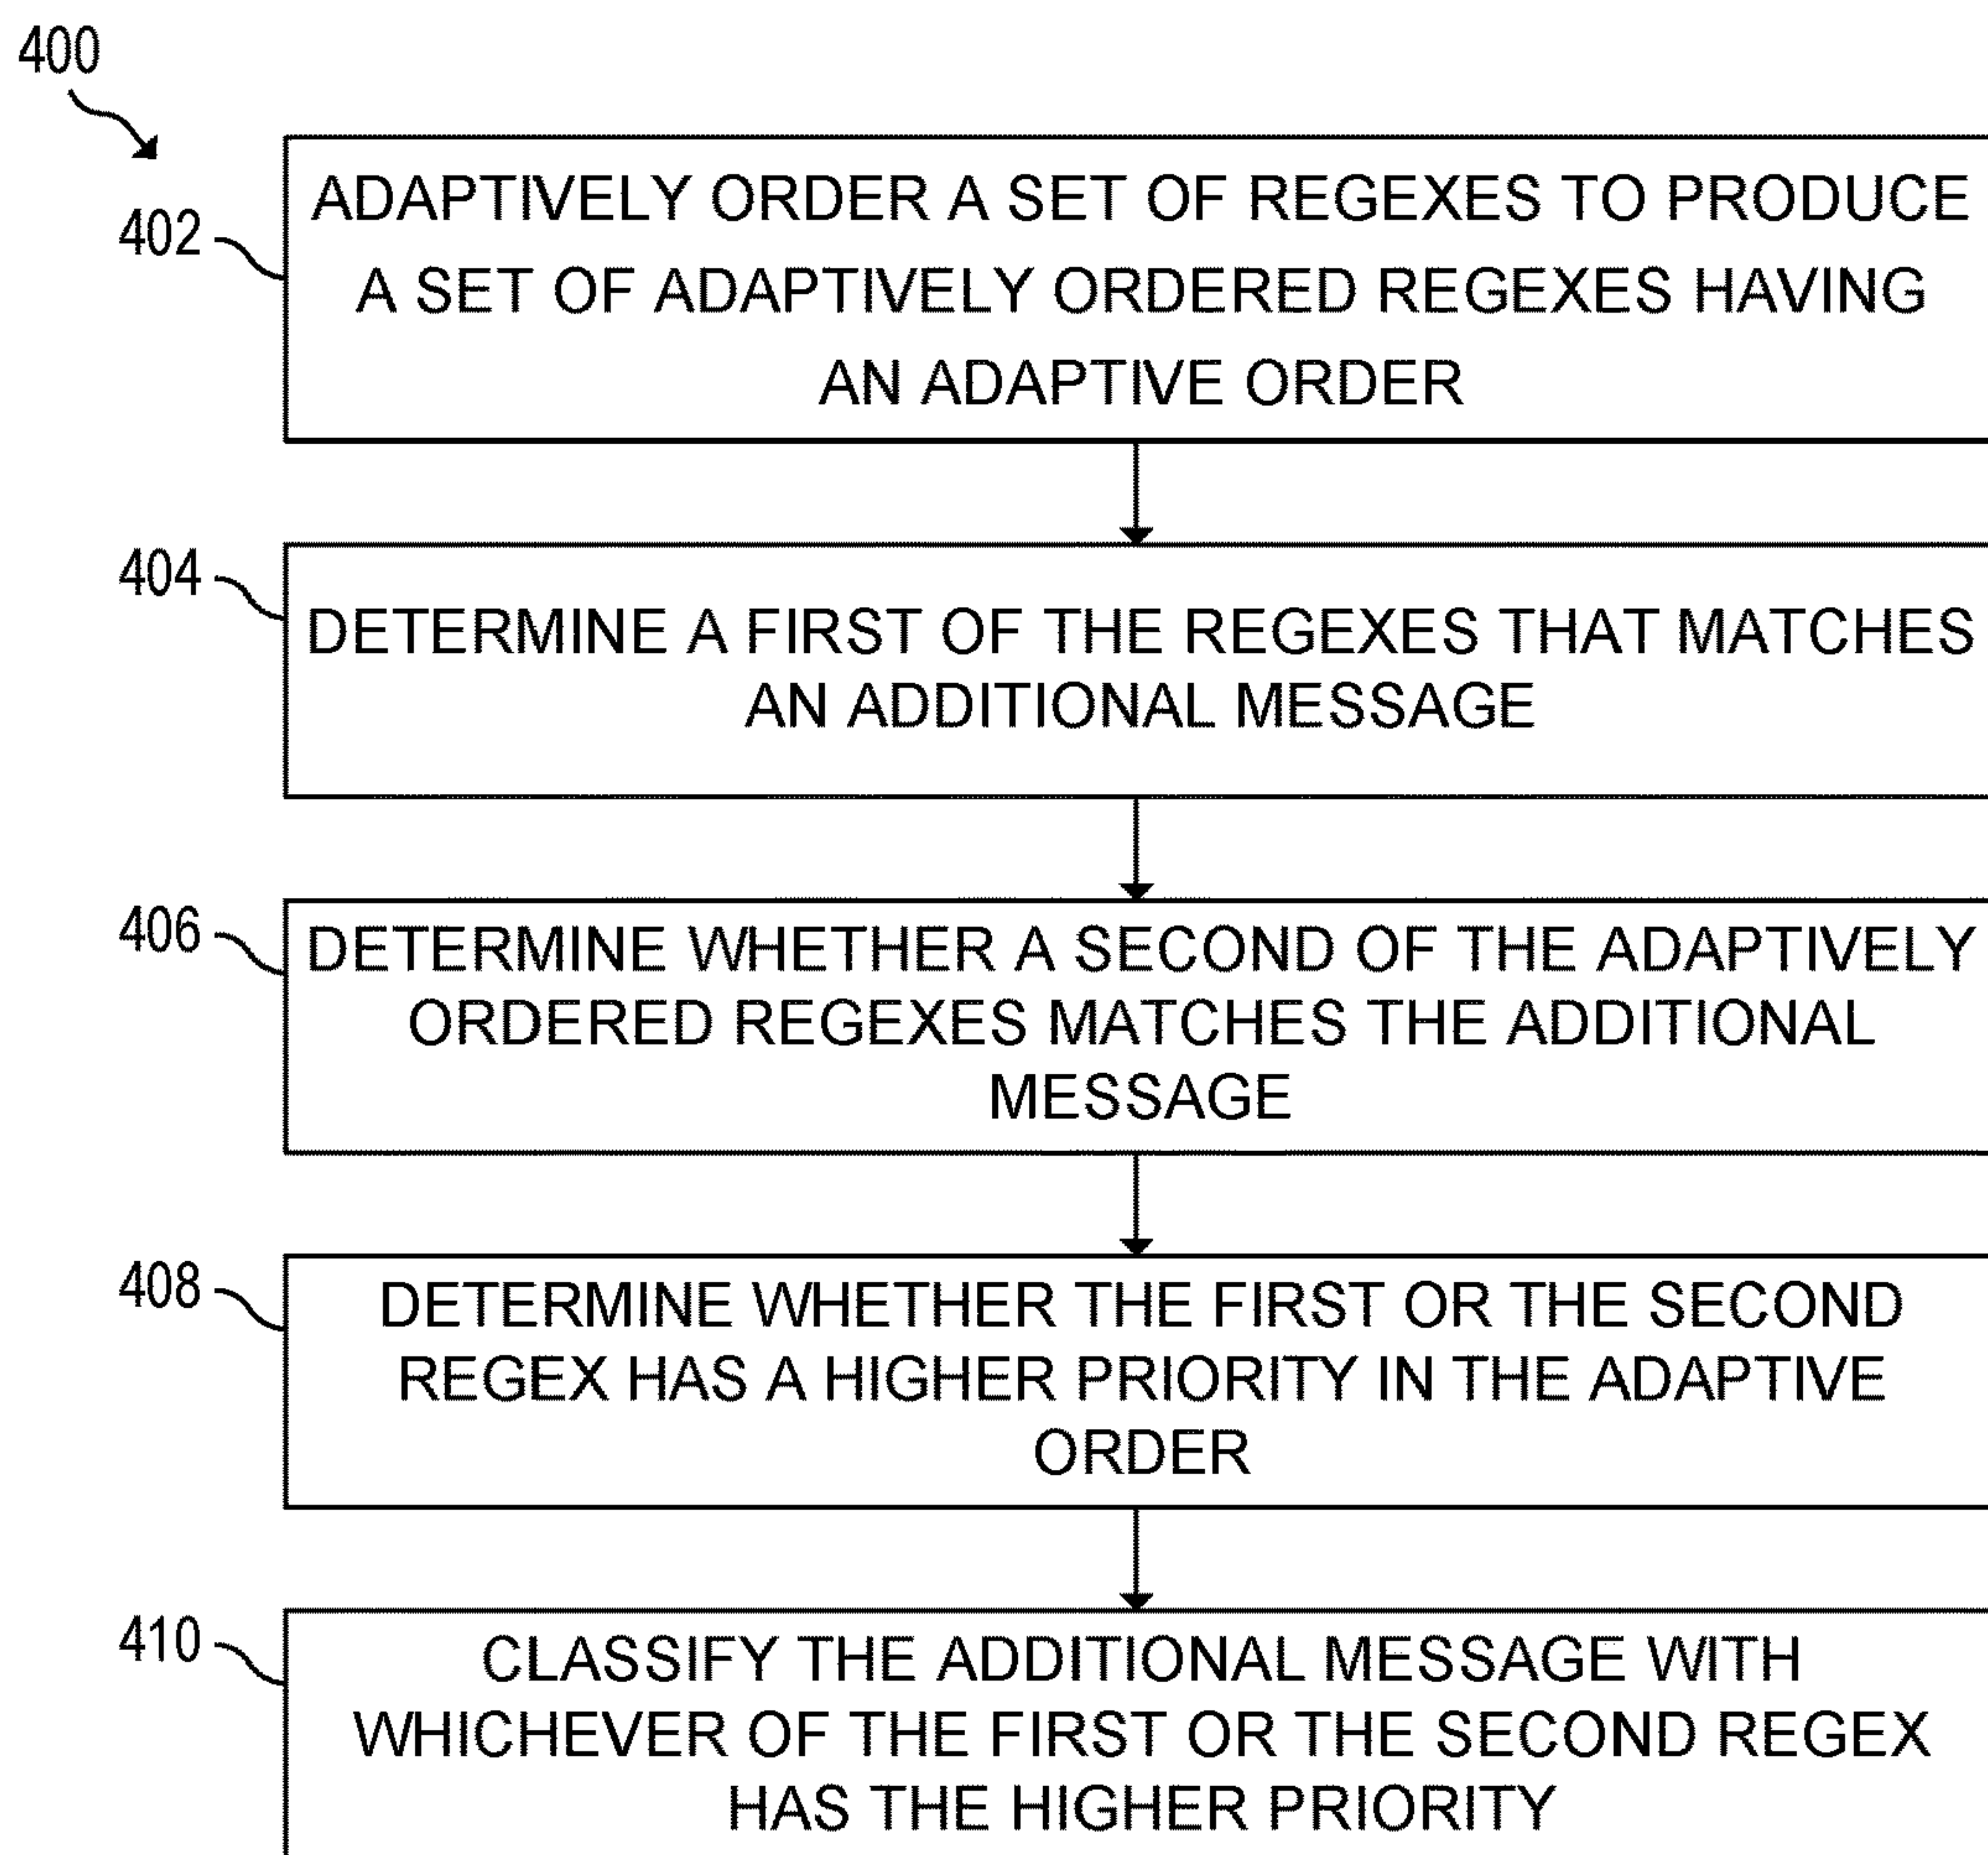 400
402
ADAPTIVELY ORDER A SET OF REGEXES TO PRODUCE
A SET OF ADAPTIVELY ORDERED REGEXES HAVING
AN ADAPTIVE ORDER
404
DETERMINE A FIRST OF THE REGEXES THAT MATCHES
AN ADDITIONAL MESSAGE
406
DETERMINE WHETHER A SECOND OF THE ADAPTIVELY
ORDERED REGEXES MATCHES THE ADDITIONAL
MESSAGE
408
DETERMINE WHETHER THE FIRST OR THE SECOND
REGEX HAS A HIGHER PRIORITY IN THE ADAPTIVE
ORDER
410
CLASSIFY THE ADDITIONAL MESSAGE WITH
WHICHEVER OF THE FIRST OR THE SECOND REGEX
HAS THE HIGHER PRIORITY